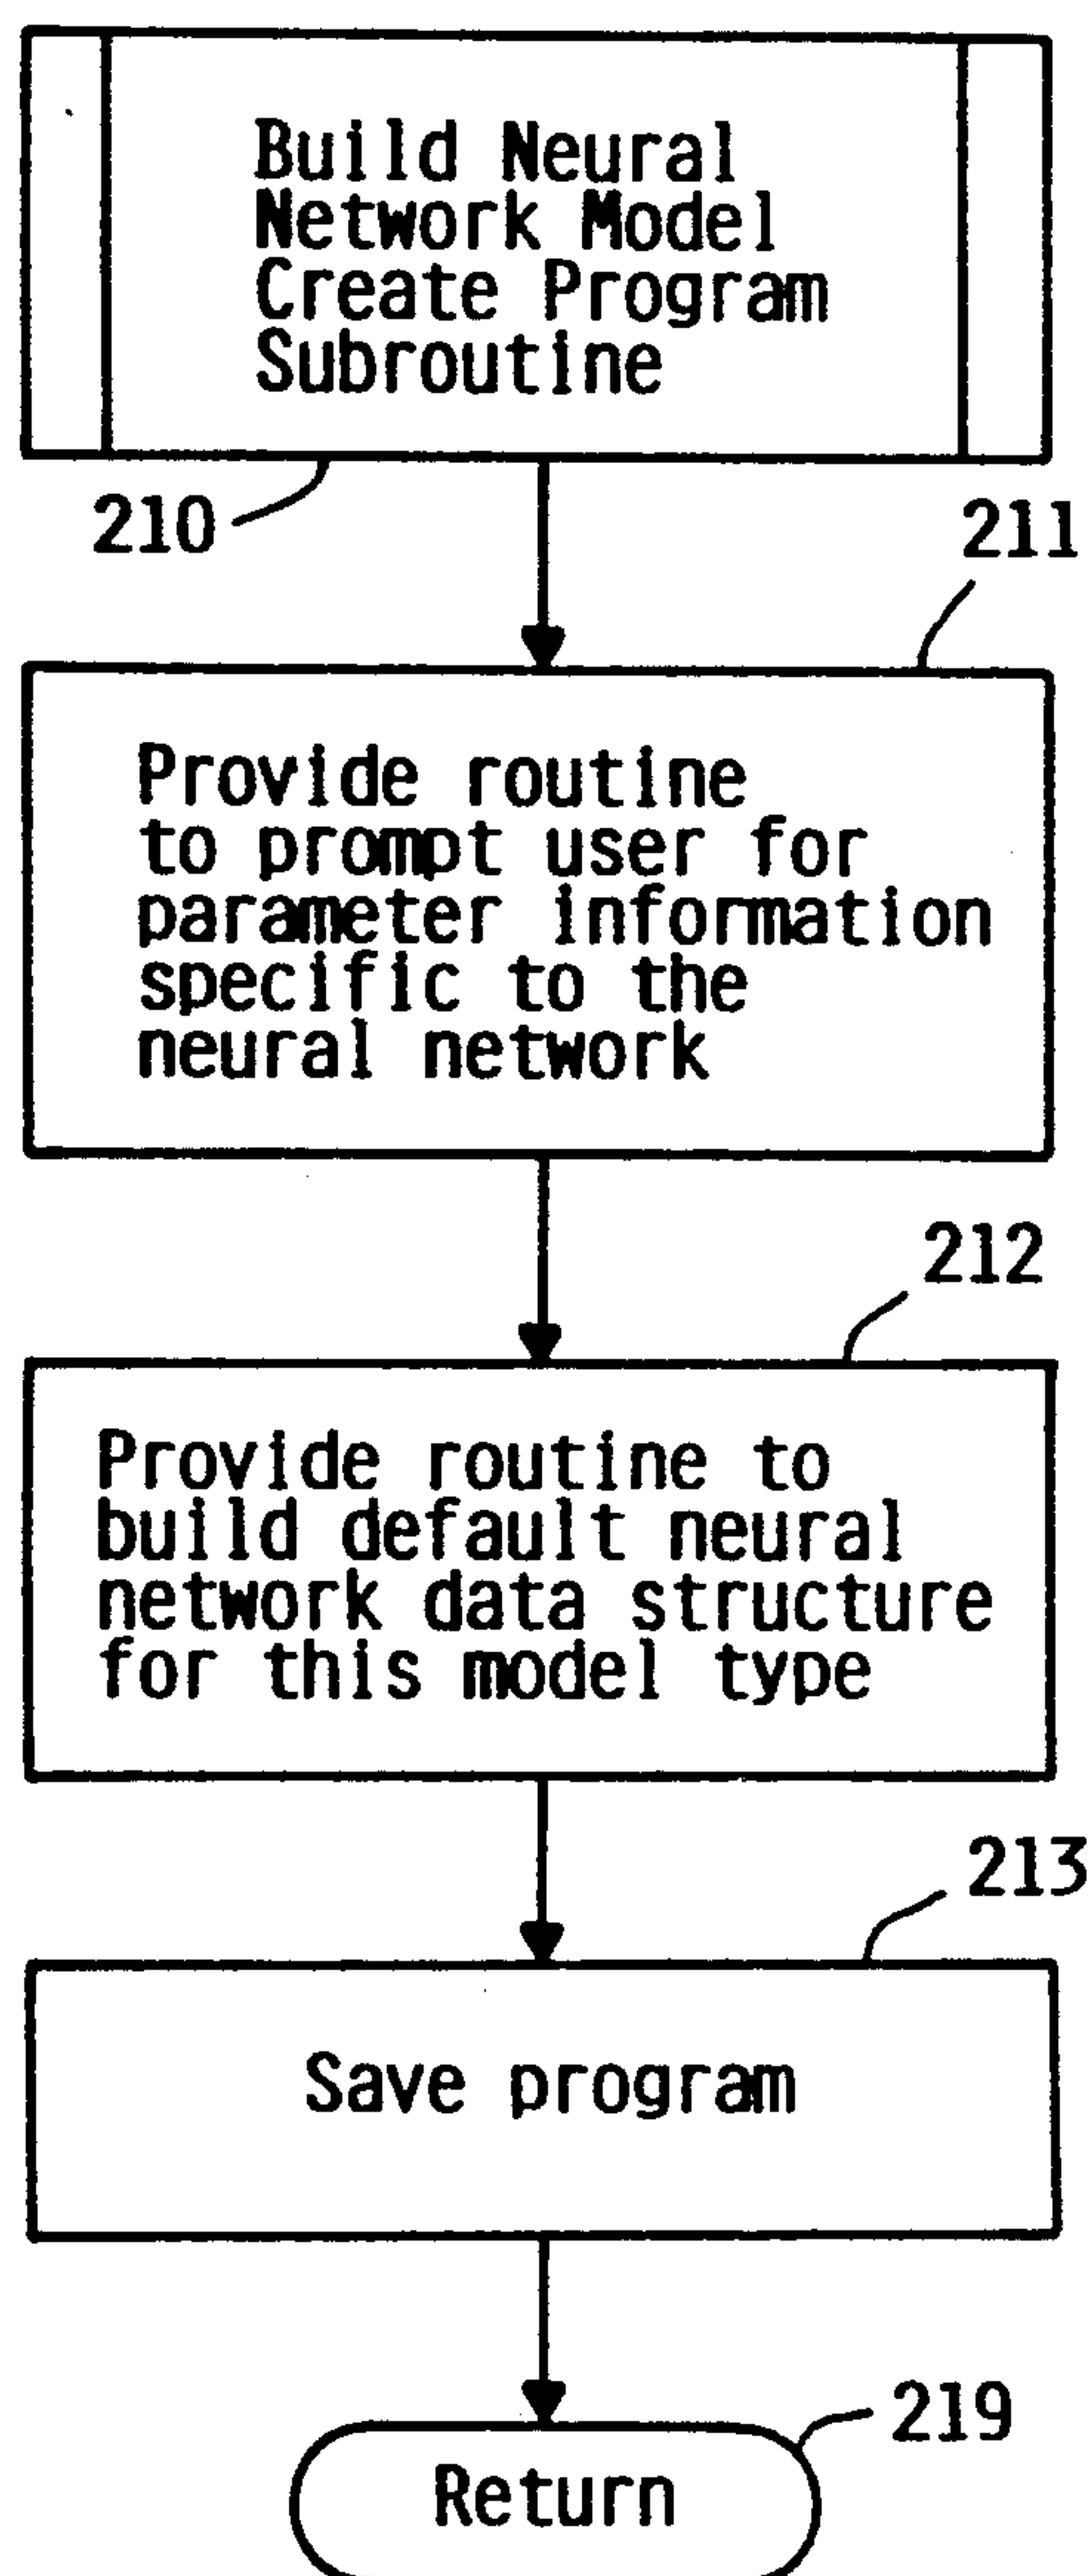 Build Neural
Network Model
Create Program
Subroutine
210
211
Provide routine
to prompt user for
parameter information
specific to the
neural network
212
Provide routine to
build default neural
network data structure
for this model type
213
Save program
219
Return